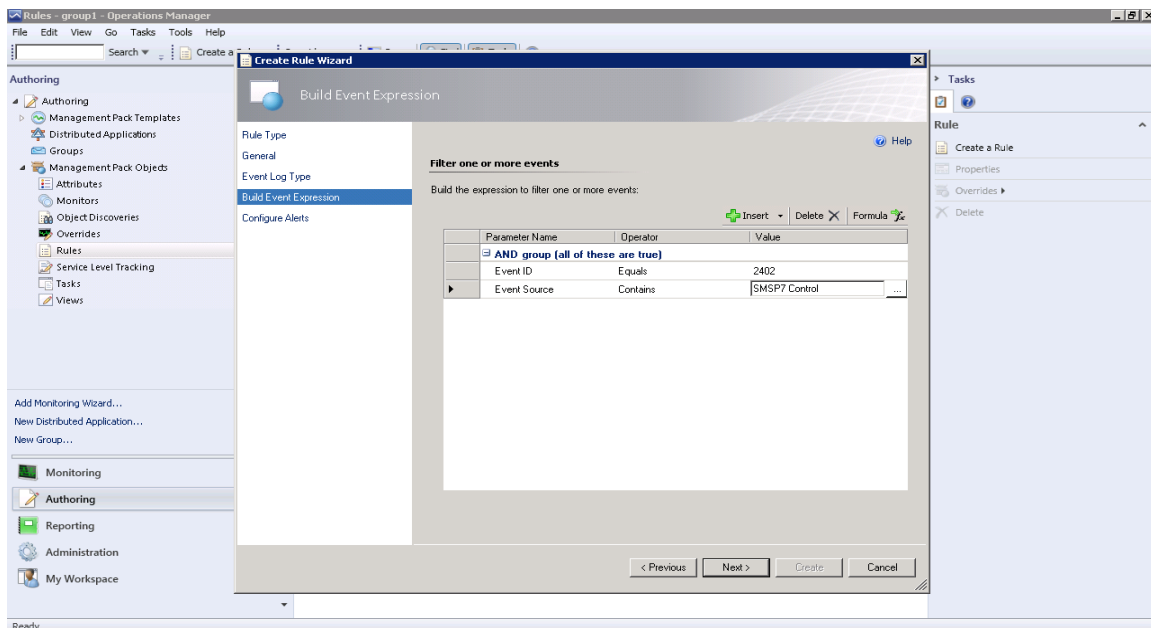 Rules - group1 - Operations Manager
File Edit View Go Tasks Tools Help
Search Create a
Authoring
Authoring
Management Pack Templates
Distributed Applications
Groups
Management Pack Objects
Attributes
Monitors
Object Discoveries
Overrides
Rules
Service Level Tracking
Tasks
Views
Add Monitoring Wizard...
New Distributed Application...
New Group...
Monitoring
Authoring
Reporting
Administration
My Workspace
Ready
Create Rule Wizard
Build Event Expression
Rule Type
General
Event Log Type
Build Event Expression
Configure Alerts
Help
Filter one or more events
Build the expression to filter one or more events:
Insert Delete Formula
Parameter Name Operator Value
AND group (all of these are true)
Event ID Equals 2402
Event Source Contains SMSP7 Control ...
< Previous Next > Create Cancel
Tasks
Rule
Create a Rule
Properties
Overrides
Delete